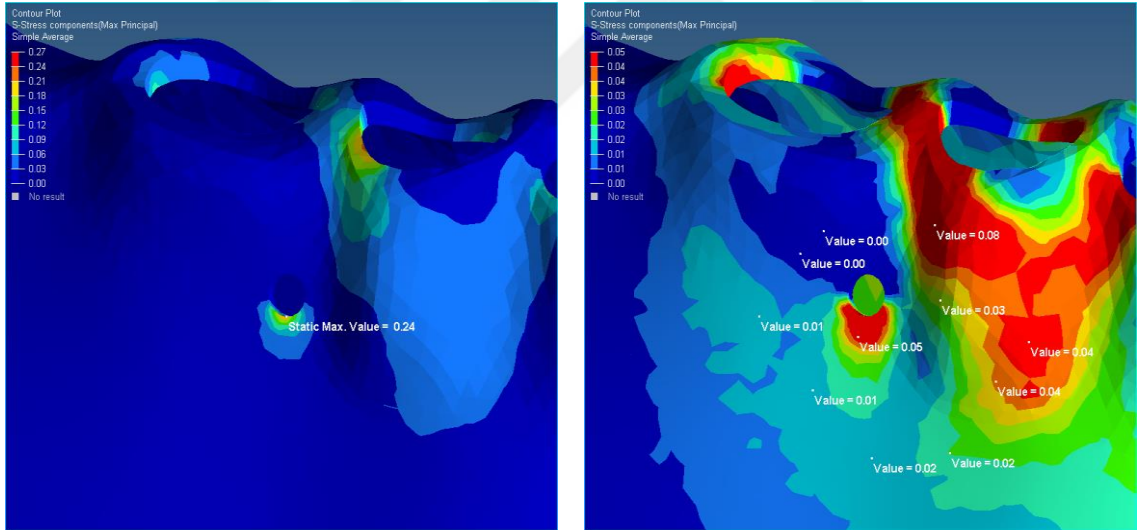 Contour Plot
S-Stress components(Max Principal)
Simple Average
0.27
0.24
0.21
0.18
0.15
0.12
0.09
0.06
0.03
0.00
No result
Static Max. Value = 0.24
Contour Plot
S-Stress components(Max Principal)
Simple Average
0.05
0.04
0.04
0.03
0.03
0.02
0.02
0.01
0.01
0.00
No result
Value = 0.00
Value = 0.08
Value = 0.00
Value = 0.03
Value = 0.01
Value = 0.05
Value = 0.04
Value = 0.04
Value = 0.01
Value = 0.02
Value = 0.02